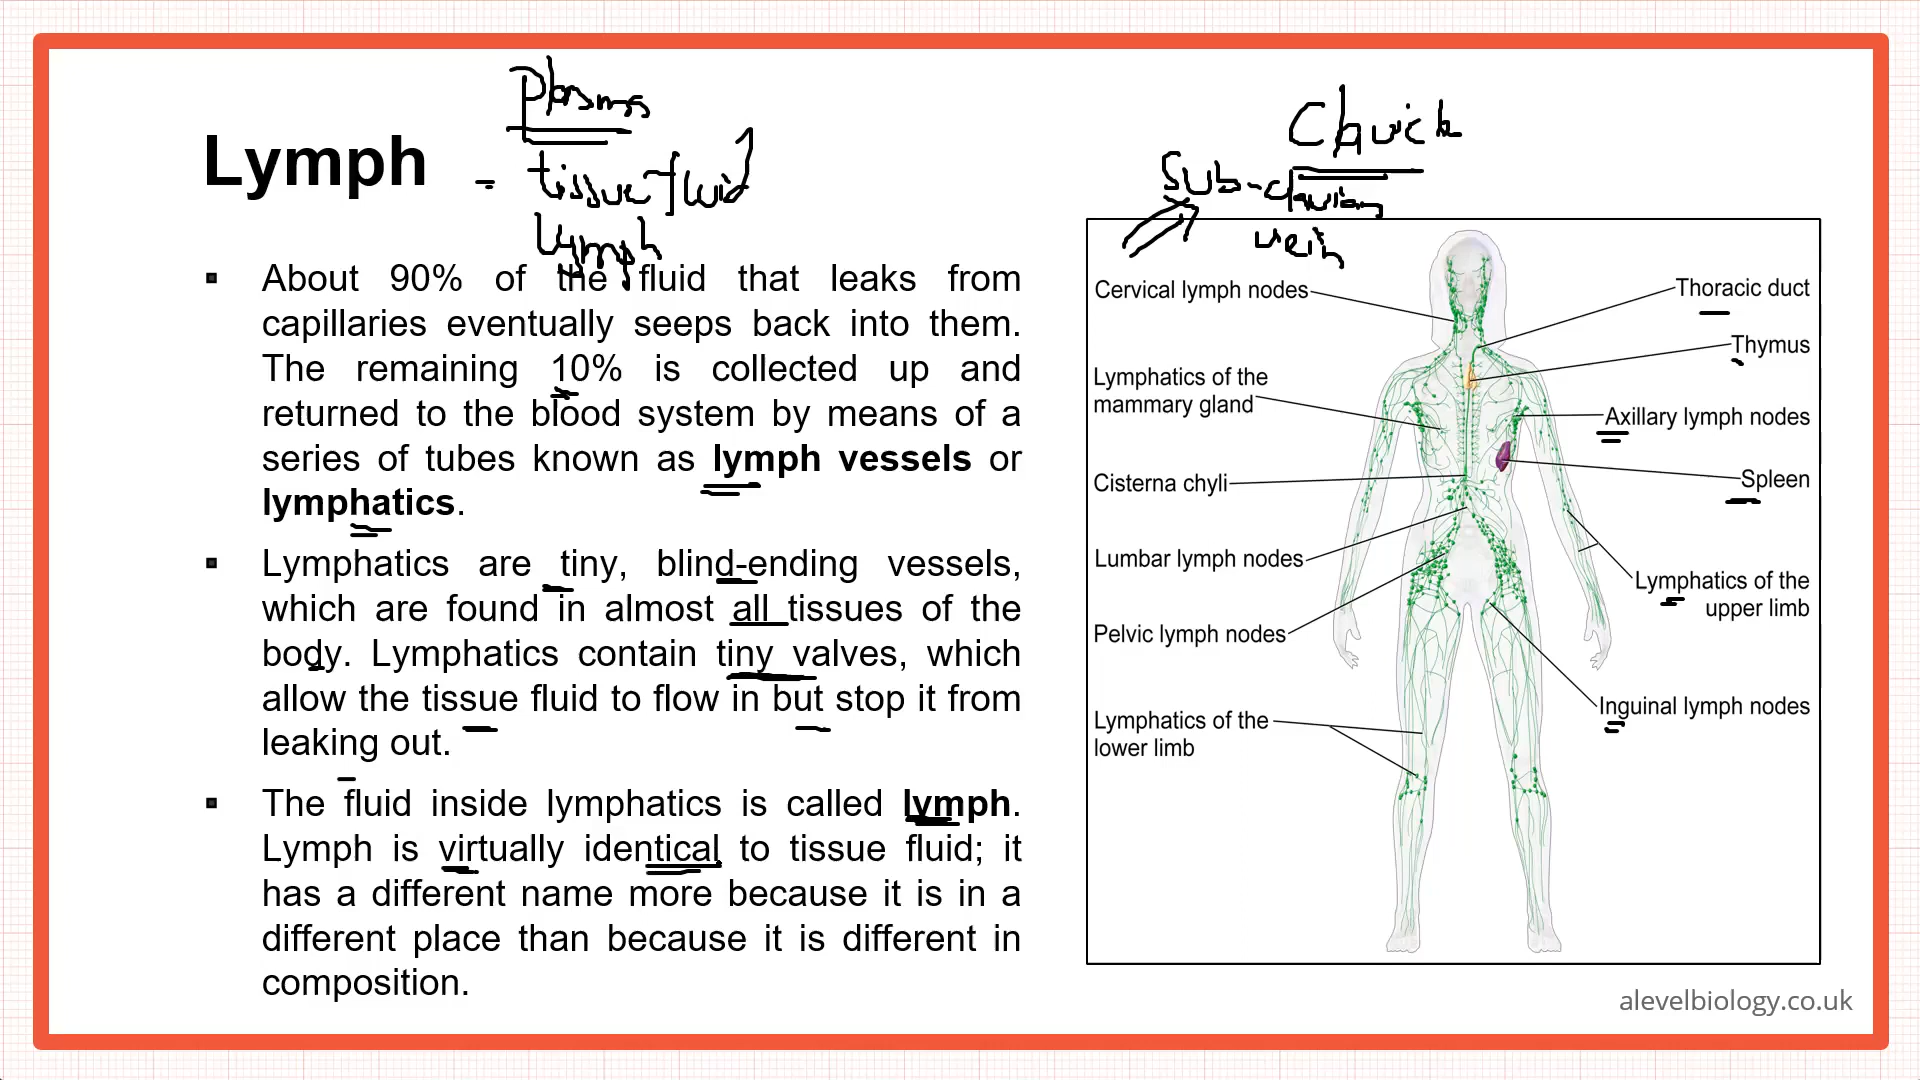 plasma
Lymph - tissue fluid
lymph
Clavicle
Sub-clavian
vein
▪ About 90% of the fluid that leaks from
capillaries eventually seeps back into them.
The remaining 10% is collected up and
returned to the blood system by means of a
series of tubes known as lymph vessels or
lymphatics.
▪ Lymphatics are tiny, blind-ending vessels,
which are found in almost all tissues of the
body. Lymphatics contain tiny valves, which
allow the tissue fluid to flow in but stop it from
leaking out.
▪ The fluid inside lymphatics is called lymph.
Lymph is virtually identical to tissue fluid; it
has a different name more because it is in a
different place than because it is different in
composition.
Cervical lymph nodes
Lymphatics of the
mammary gland
Cisterna chyli
Lumbar lymph nodes
Pelvic lymph nodes
Lymphatics of the
lower limb
Thoracic duct
Thymus
Axillary lymph nodes
Spleen
Lymphatics of the
upper limb
Inguinal lymph nodes
alevelbiology.co.uk